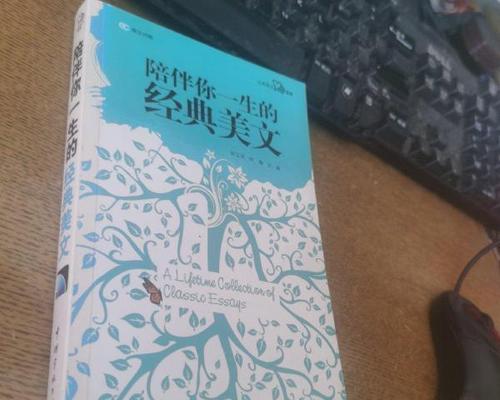 陪伴你一生的
经典美文
A Lifetime Collection of
Classic Essays
陪伴你一生的经典美文